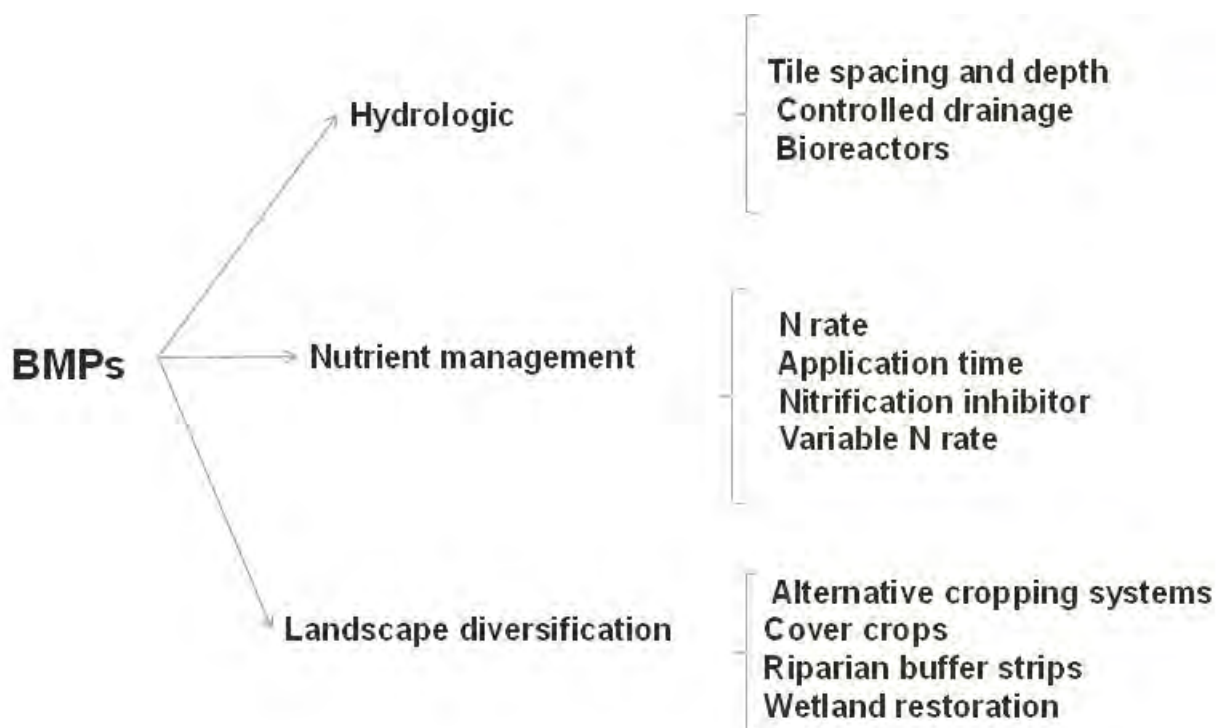 BMPs
Hydrologic
Tile spacing and depth
Controlled drainage
Bioreactors
Nutrient management
N rate
Application time
Nitrification inhibitor
Variable N rate
Landscape diversification
Alternative cropping systems
Cover crops
Riparian buffer strips
Wetland restoration